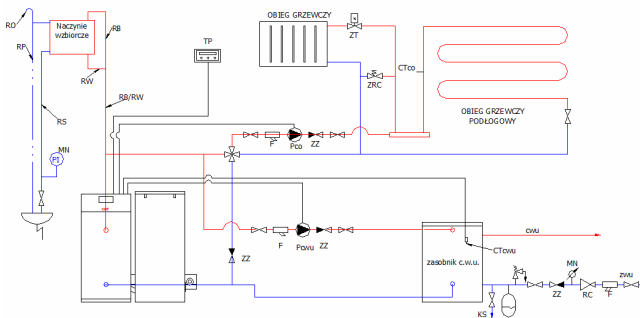 RO
Naczynie
wzbiorcze
RB
OBIEG GRZEWCZY
ZT
TP
RP
CTco
RW
ZRC
RB/RW
OBIEG GRZEWCZY
PODŁOGOWY
RS
F
Pco
ZZ
MN
PI
F
Pcwu
ZZ
cwu
ZZ
CTcwu
zasobnik c.w.u.
MN
zwu
ZZ
RC
F
KS